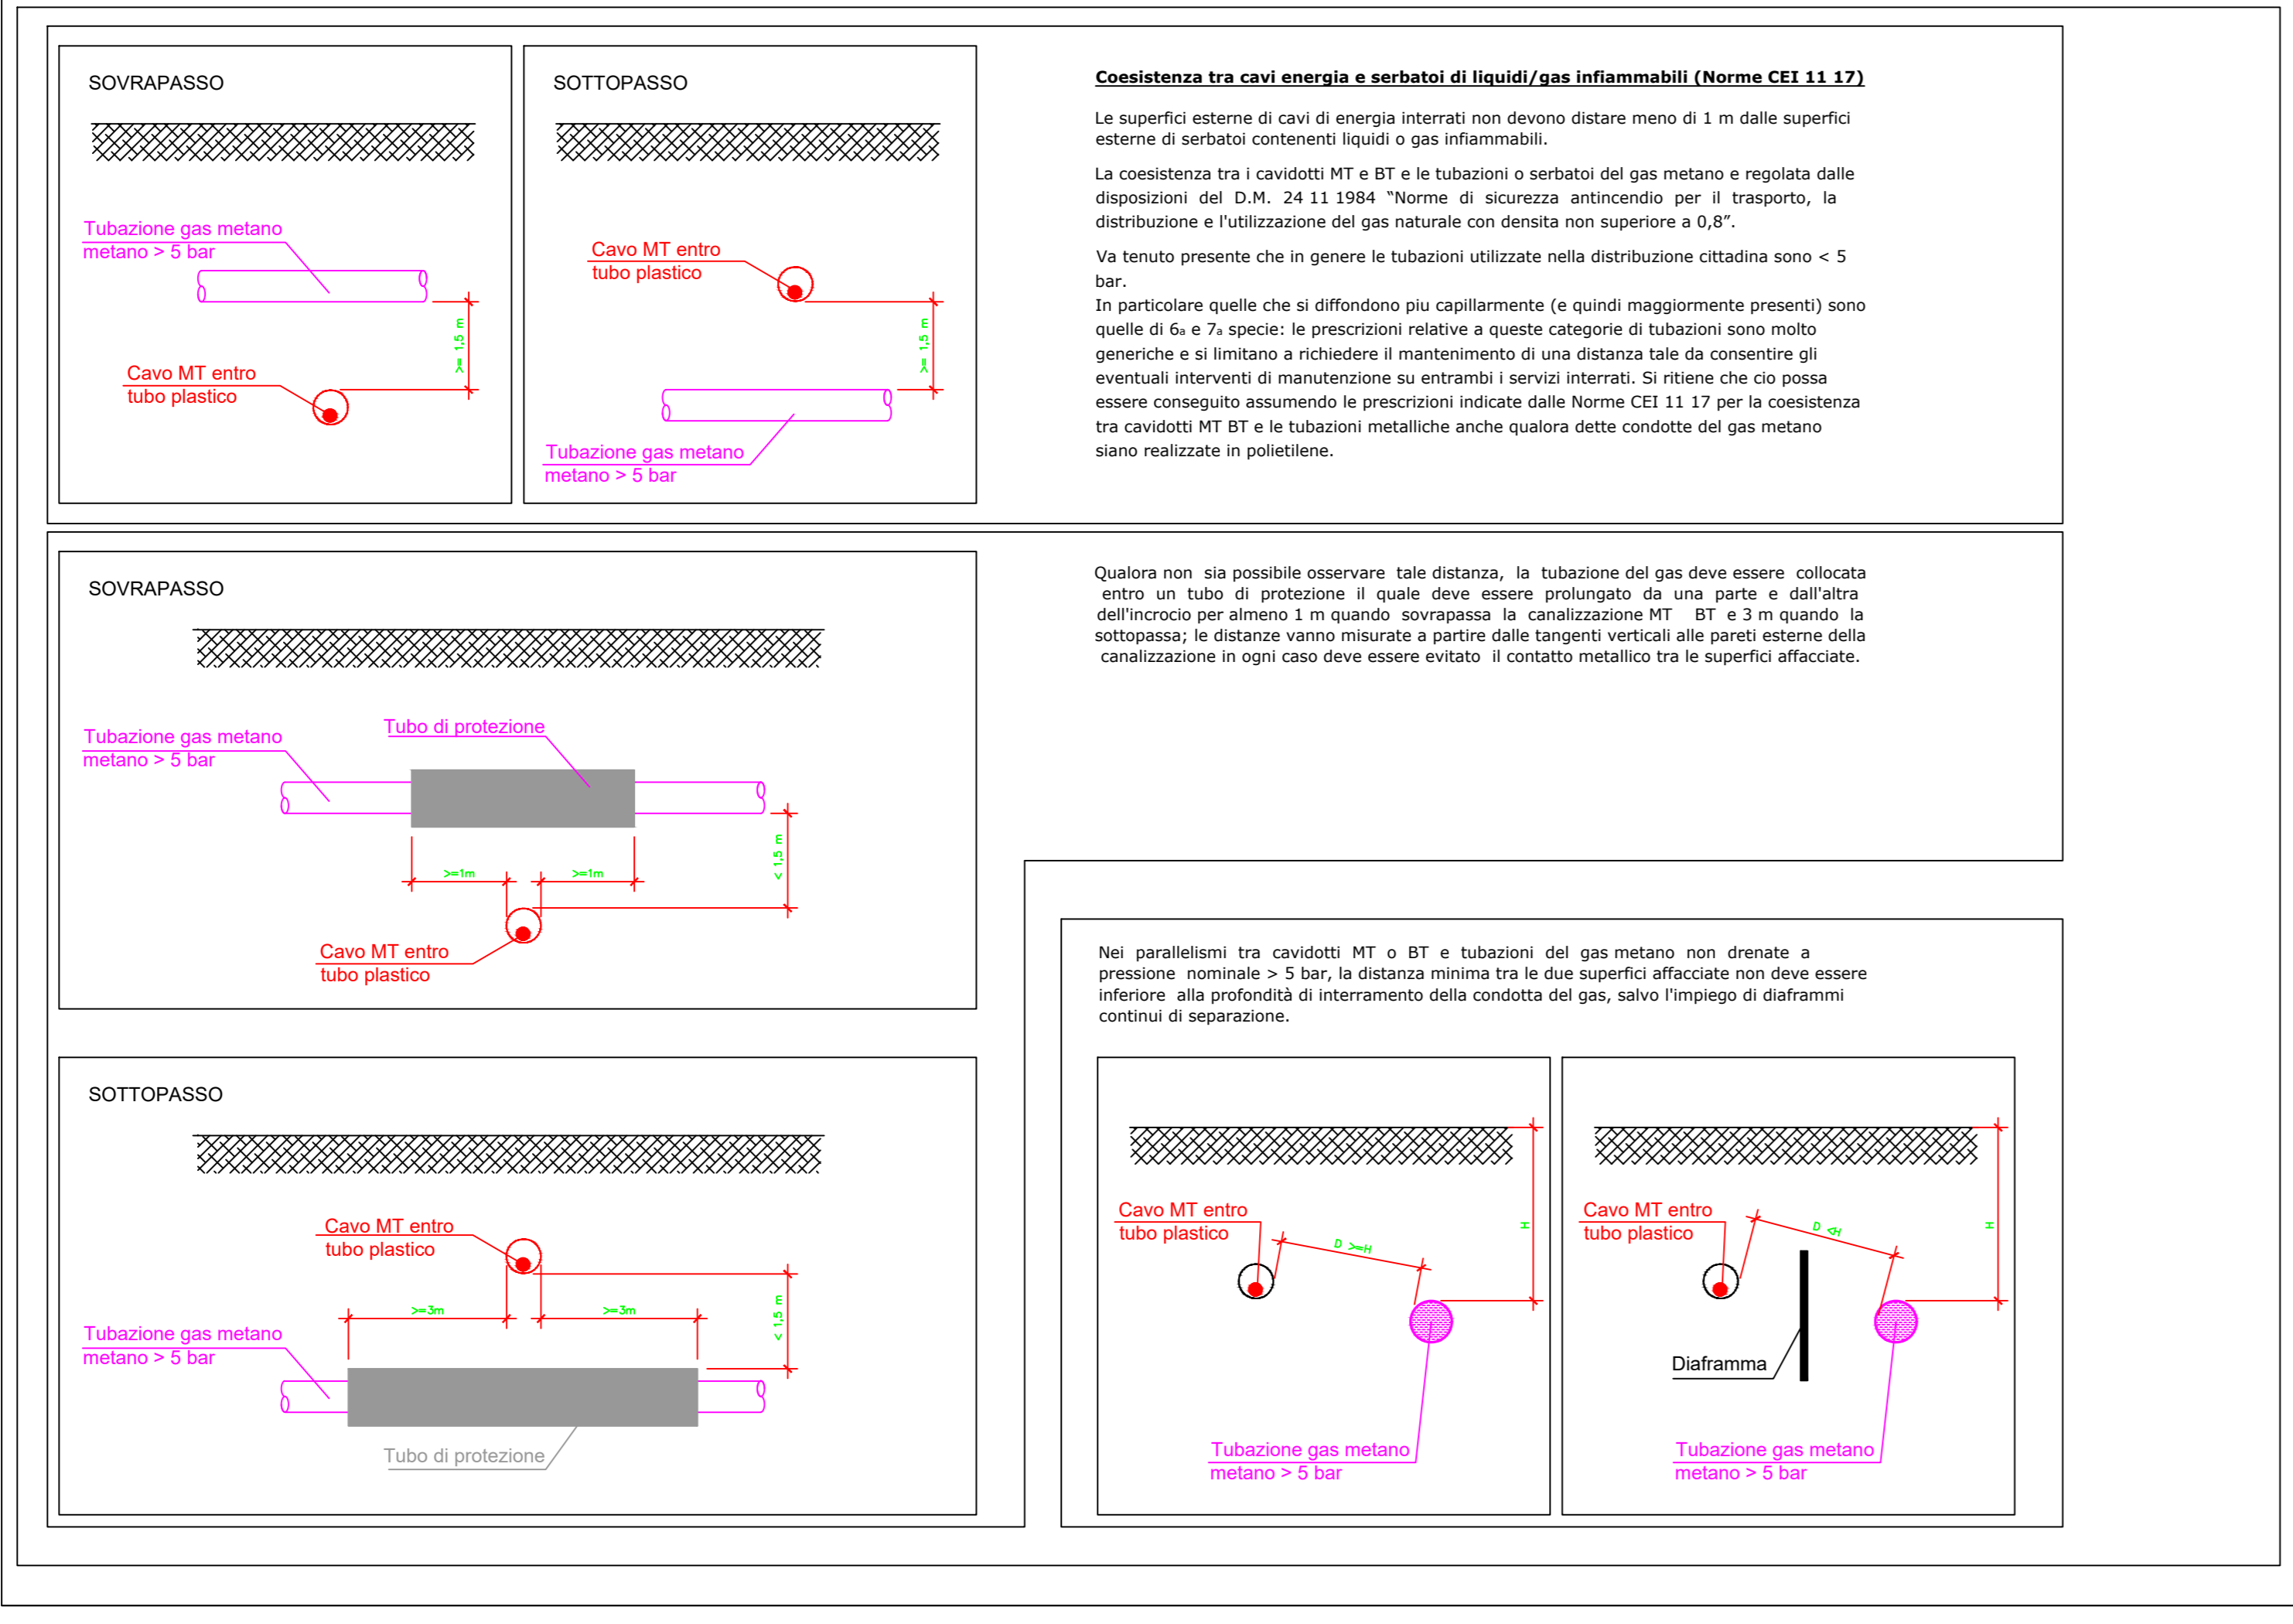 SOVRAPASSO
Tubazione gas metano
metano > 5 bar
>= 1,5 m
Cavo MT entro
tubo plastico
SOTTOPASSO
Cavo MT entro
tubo plastico
>= 1,5 m
Tubazione gas metano
metano > 5 bar
Coesistenza tra cavi energia e serbatoi di liquidi/gas infiammabili (Norme CEI 11 17)
Le superfici esterne di cavi di energia interrati non devono distare meno di 1 m dalle superfici
esterne di serbatoi contenenti liquidi o gas infiammabili.
La coesistenza tra i cavidotti MT e BT e le tubazioni o serbatoi del gas metano e regolata dalle
disposizioni del D.M. 24 11 1984 “Norme di sicurezza antincendio per il trasporto, la
distribuzione e l'utilizzazione del gas naturale con densita non superiore a 0,8”.
Va tenuto presente che in genere le tubazioni utilizzate nella distribuzione cittadina sono < 5
bar.
In particolare quelle che si diffondono piu capillarmente (e quindi maggiormente presenti) sono
quelle di 6a e 7a specie: le prescrizioni relative a queste categorie di tubazioni sono molto
generiche e si limitano a richiedere il mantenimento di una distanza tale da consentire gli
eventuali interventi di manutenzione su entrambi i servizi interrati. Si ritiene che cio possa
essere conseguito assumendo le prescrizioni indicate dalle Norme CEI 11 17 per la coesistenza
tra cavidotti MT BT e le tubazioni metalliche anche qualora dette condotte del gas metano
siano realizzate in polietilene.
SOVRAPASSO
Tubazione gas metano
metano > 5 bar
Tubo di protezione
>=1m
>=1m
< 1,5 m
Cavo MT entro
tubo plastico
Qualora non sia possibile osservare tale distanza, la tubazione del gas deve essere collocata
entro un tubo di protezione il quale deve essere prolungato da una parte e dall'altra
dell'incrocio per almeno 1 m quando sovrapassa la canalizzazione MT BT e 3 m quando la
sottopassa; le distanze vanno misurate a partire dalle tangenti verticali alle pareti esterne della
canalizzazione in ogni caso deve essere evitato il contatto metallico tra le superfici affacciate.
SOTTOPASSO
Cavo MT entro
tubo plastico
>=3m
>=3m
< 1,5 m
Tubazione gas metano
metano > 5 bar
Tubo di protezione
Nei parallelismi tra cavidotti MT o BT e tubazioni del gas metano non drenate a
pressione nominale > 5 bar, la distanza minima tra le due superfici affacciate non deve essere
inferiore alla profondità di interramento della condotta del gas, salvo l'impiego di diaframmi
continui di separazione.
Cavo MT entro
tubo plastico
D >=H
H
Tubazione gas metano
metano > 5 bar
Cavo MT entro
tubo plastico
D <H
H
Diaframma
Tubazione gas metano
metano > 5 bar